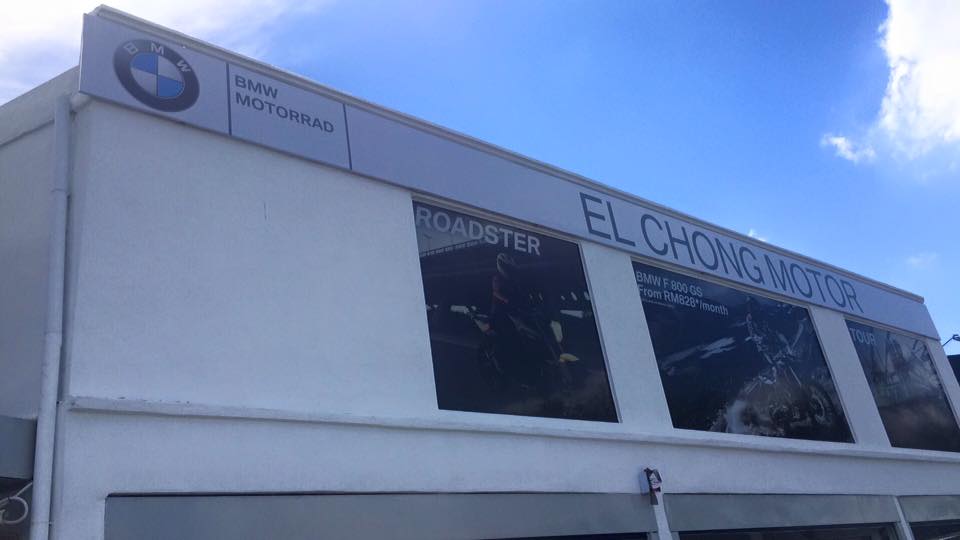 BMW
BMW
MOTORRAD
EL CHONG MOTOR
ROADSTER
BMW F 800 GS
From RM828*/month
TOUR